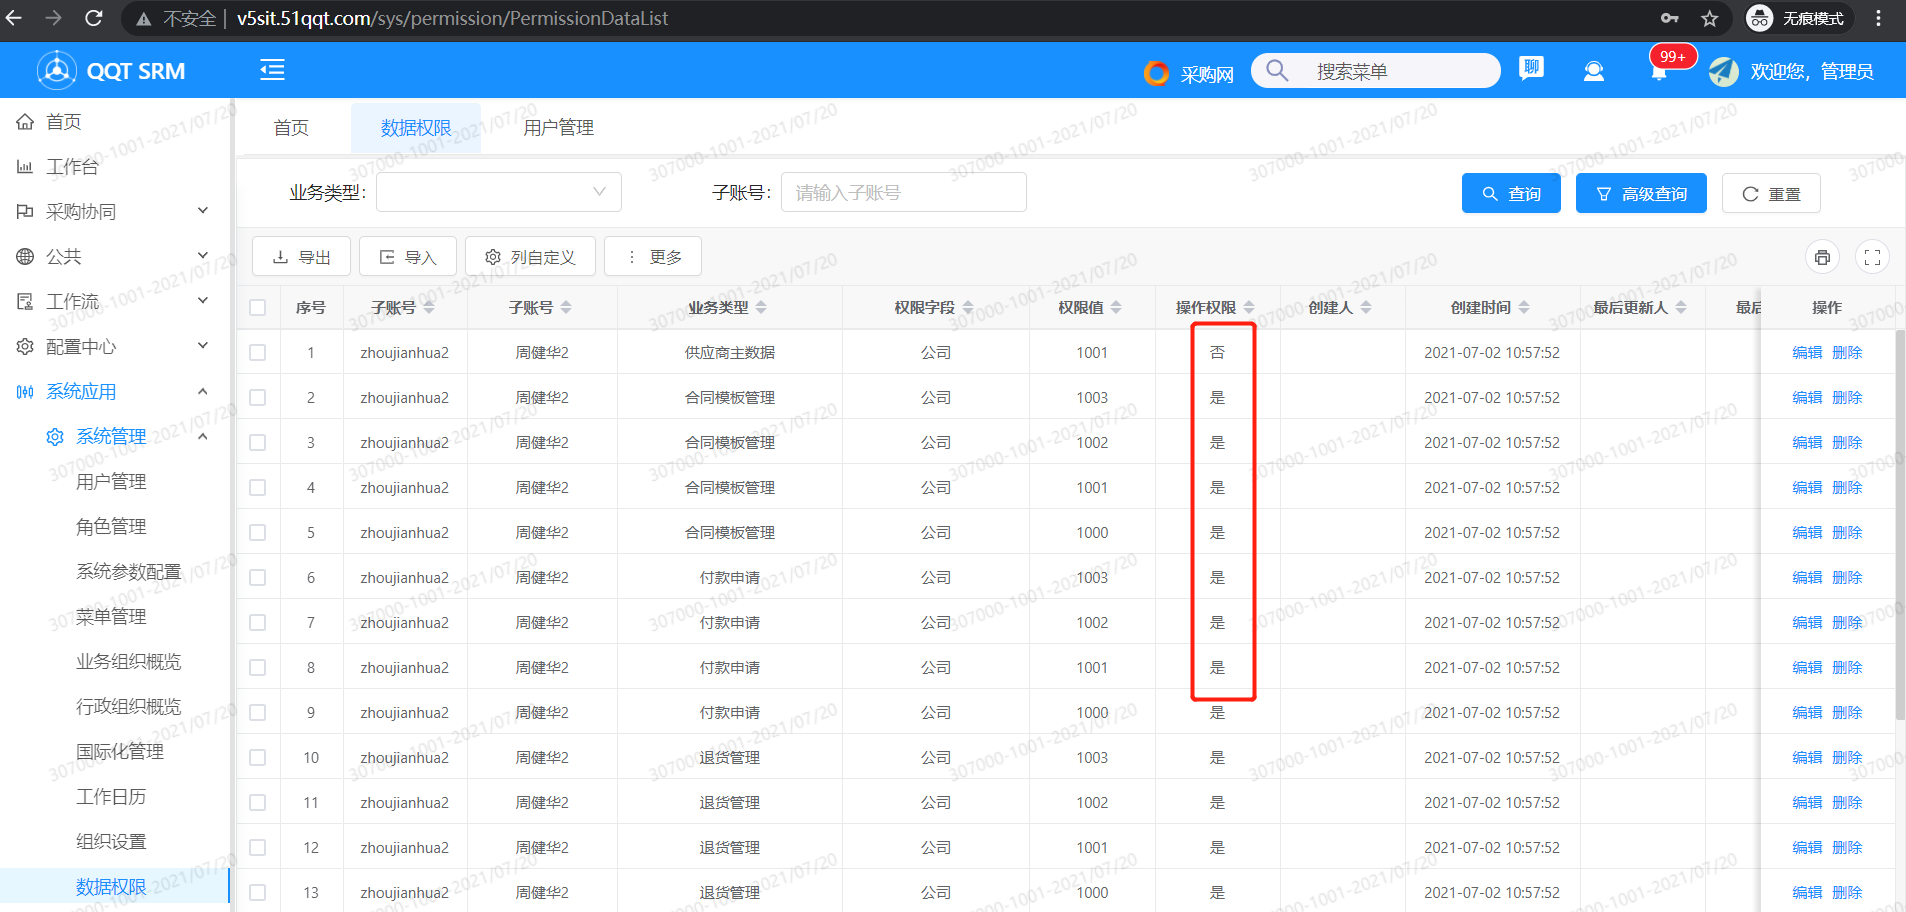 不安全 | v5sit.51qqt.com/sys/permission/PermissionDataList 无痕模式
QQT SRM 采购网 搜索菜单 聊 99+ 欢迎您，管理员
首页
工作台
采购协同
公共
工作流
配置中心
系统应用
系统管理
用户管理
角色管理
系统参数配置
菜单管理
业务组织概览
行政组织概览
国际化管理
工作日历
组织设置
数据权限
首页 数据权限 用户管理
业务类型: 子账号: 请输入子账号 查询 高级查询 重置
导出 导入 列自定义 更多
序号 子账号 子账号 业务类型 权限字段 权限值 操作权限 创建人 创建时间 最后更新人 最后 操作
1 zhoujianhua2 周健华2 供应商主数据 公司 1001 否 2021-07-02 10:57:52 编辑 删除
2 zhoujianhua2 周健华2 合同模板管理 公司 1003 是 2021-07-02 10:57:52 编辑 删除
3 zhoujianhua2 周健华2 合同模板管理 公司 1002 是 2021-07-02 10:57:52 编辑 删除
4 zhoujianhua2 周健华2 合同模板管理 公司 1001 是 2021-07-02 10:57:52 编辑 删除
5 zhoujianhua2 周健华2 合同模板管理 公司 1000 是 2021-07-02 10:57:52 编辑 删除
6 zhoujianhua2 周健华2 付款申请 公司 1003 是 2021-07-02 10:57:52 编辑 删除
7 zhoujianhua2 周健华2 付款申请 公司 1002 是 2021-07-02 10:57:52 编辑 删除
8 zhoujianhua2 周健华2 付款申请 公司 1001 是 2021-07-02 10:57:52 编辑 删除
9 zhoujianhua2 周健华2 付款申请 公司 1000 是 2021-07-02 10:57:52 编辑 删除
10 zhoujianhua2 周健华2 退货管理 公司 1003 是 2021-07-02 10:57:52 编辑 删除
11 zhoujianhua2 周健华2 退货管理 公司 1002 是 2021-07-02 10:57:52 编辑 删除
12 zhoujianhua2 周健华2 退货管理 公司 1001 是 2021-07-02 10:57:52 编辑 删除
13 zhoujianhua2 周健华2 退货管理 公司 1000 是 2021-07-02 10:57:52 编辑 删除
307000-1001-2021/07/20